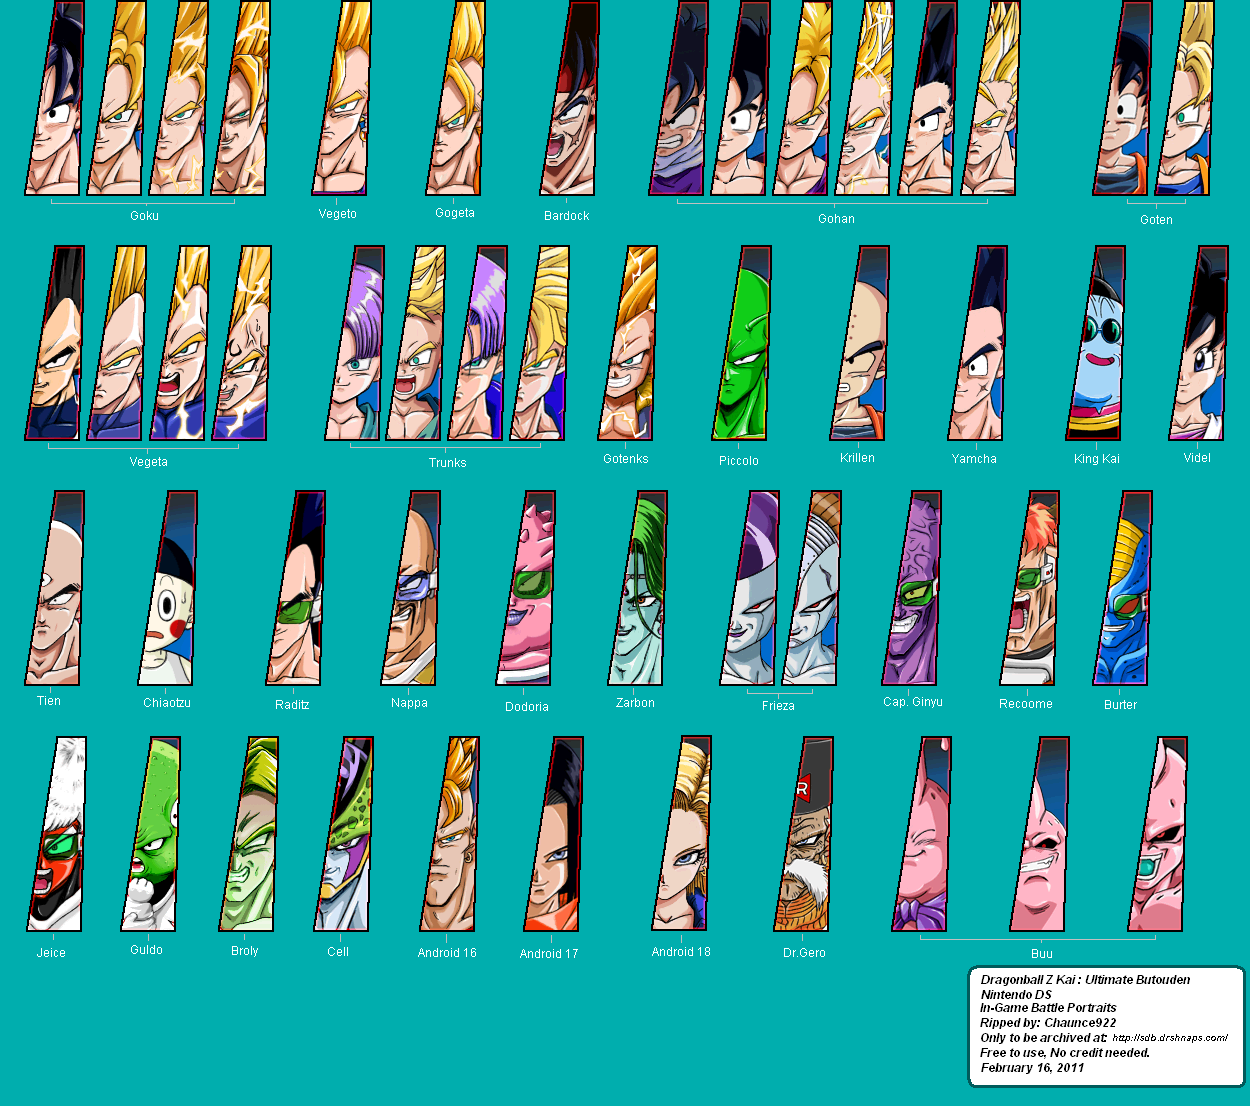 Goku
Vegeto
Gogeta
Bardock
Gohan
Goten
Vegeta
Trunks
Gotenks
Piccolo
Krillen
Yamcha
King Kai
Videl
Tien
Chiaotzu
Raditz
Nappa
Dodoria
Zarbon
Frieza
Cap. Ginyu
Recoome
Burter
R
Jeice
Guldo
Broly
Cell
Android 16
Android 17
Android 18
Dr.Gero
Buu
Dragonball Z Kai : Ultimate Butouden
Nintendo DS
In-Game Battle Portraits
Ripped by: Chaunce922
Only to be archived at: http://sdb.drshnaps.com/
Free to use, No credit needed.
February 16, 2011